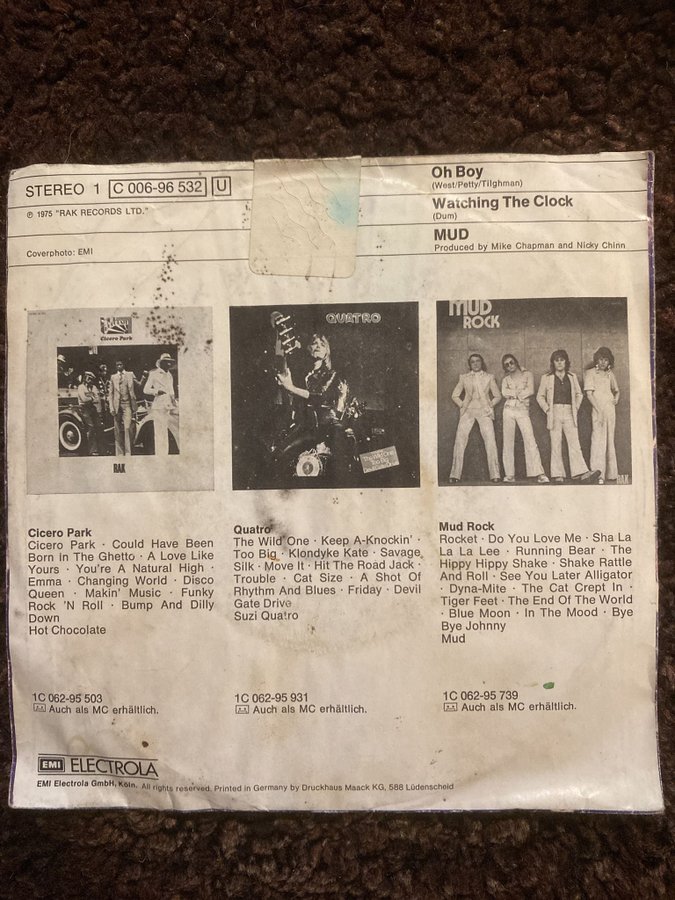 STEREO 1 C 006-96 532 U
℗ 1975 "RAK RECORDS LTD."
Coverphoto: EMI
Oh Boy
(West/Petty/Tilghman)
Watching The Clock
(Dum)
MUD
Produced by Mike Chapman and Nicky Chinn
Cicero Park
RAK
QUATRO
The Wild One
Too Big
Devil Gate Drive
MUD
ROCK
RAK
Cicero Park
Cicero Park · Could Have Been
Born in The Ghetto · A Love Like
Yours · You're A Natural High ·
Emma · Changing World · Disco
Queen · Makin' Music · Funky
Rock 'N Roll · Bump And Dilly
Down
Hot Chocolate
1C 062-95 503
Auch als MC erhältlich.
Quatro
The Wild One · Keep A-Knockin' ·
Too Big · Klondyke Kate · Savage
Silk · Move It · Hit The Road Jack ·
Trouble · Cat Size · A Shot Of
Rhythm And Blues · Friday · Devil
Gate Drive
Suzi Quatro
1C 062-95 931
Auch als MC erhältlich.
Mud Rock
Rocket · Do You Love Me · Sha La
La La Lee · Running Bear · The
Hippy Hippy Shake · Shake Rattle
And Roll · See You Later Alligator
· Dyna-Mite · The Cat Crept In ·
Tiger Feet · The End Of The World
· Blue Moon · In The Mood · Bye
Bye Johnny
Mud
1C 062-95 739
Auch als MC erhältlich.
EMI ELECTROLA
EMI Electrola GmbH, Köln. All rights reserved. Printed in Germany by Druckhaus Maack KG, 588 Lüdenscheid